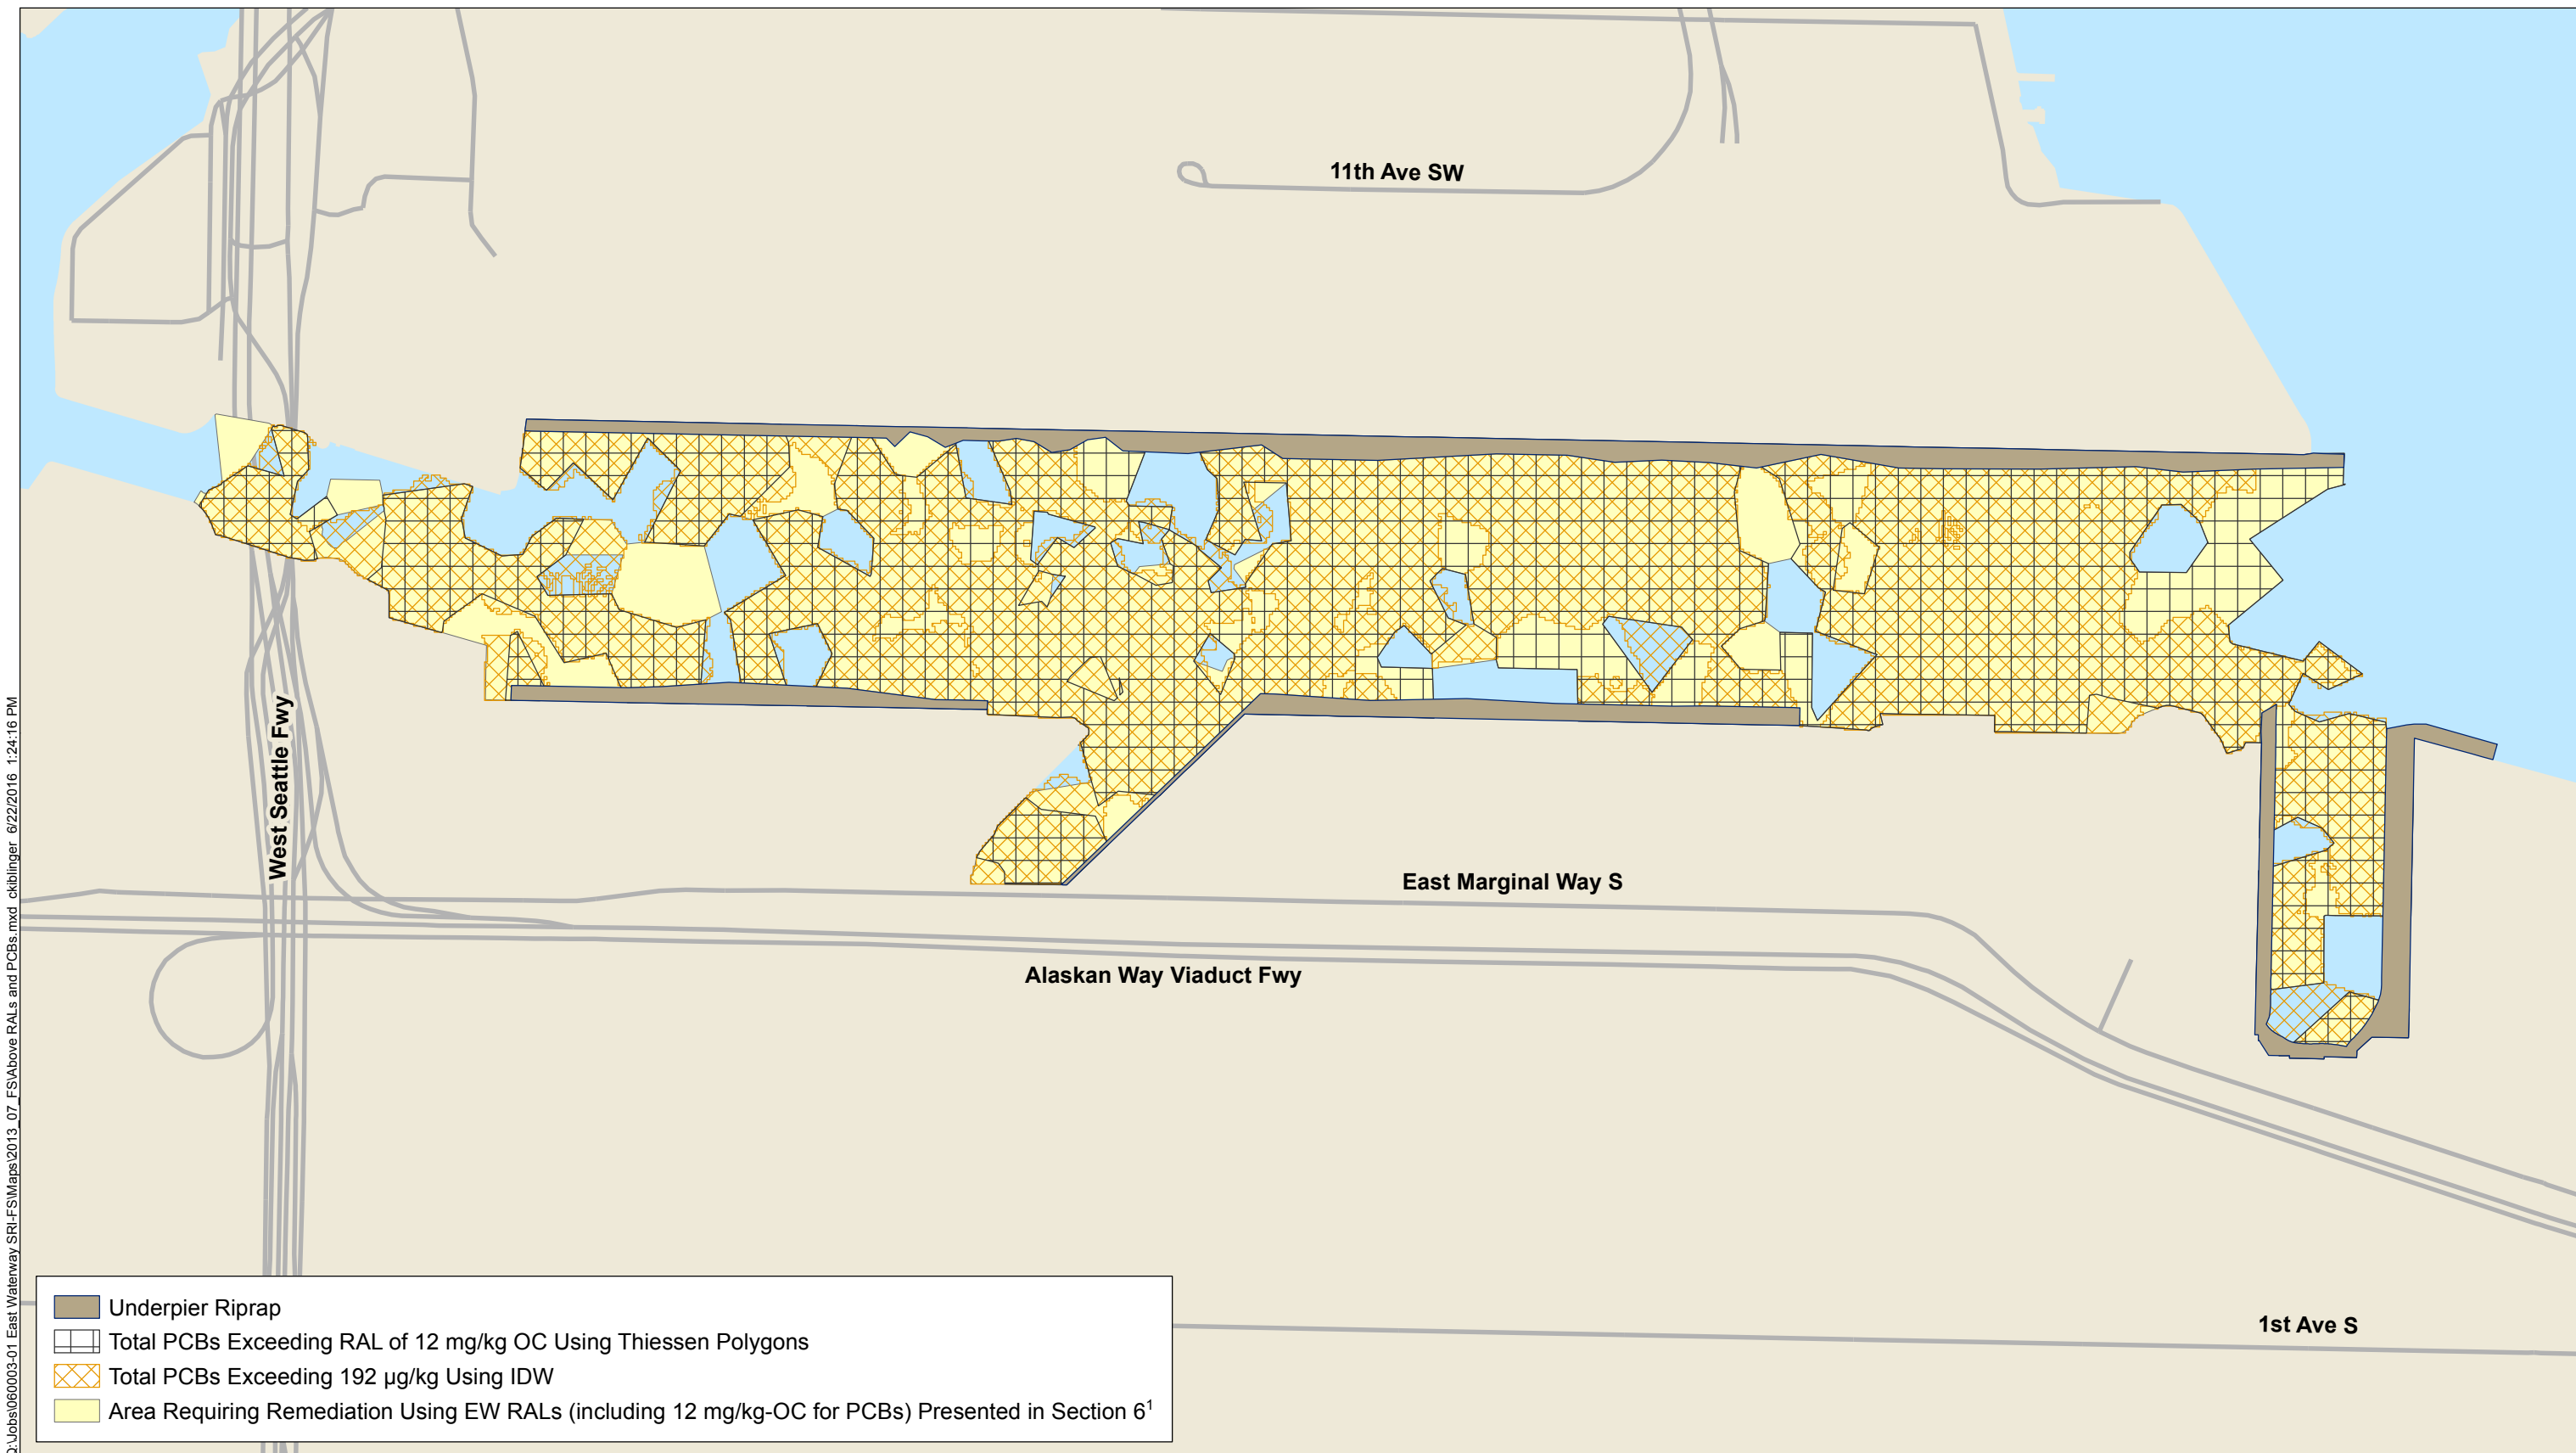 11th Ave SW
West Seattle Fwy
East Marginal Way S
Alaskan Way Viaduct Fwy
1st Ave S
Underpier Riprap
Total PCBs Exceeding RAL of 12 mg/kg OC Using Thiessen Polygons
Total PCBs Exceeding 192 µg/kg Using IDW
Area Requiring Remediation Using EW RALs (including 12 mg/kg-OC for PCBs) Presented in Section 6¹
Q:\Jobs\060003-01 East Waterway SRI-FS\Maps\2013_07_FS\Above RALs and PCBs.mxd ckiblinger 6/22/2016 1:24:16 PM